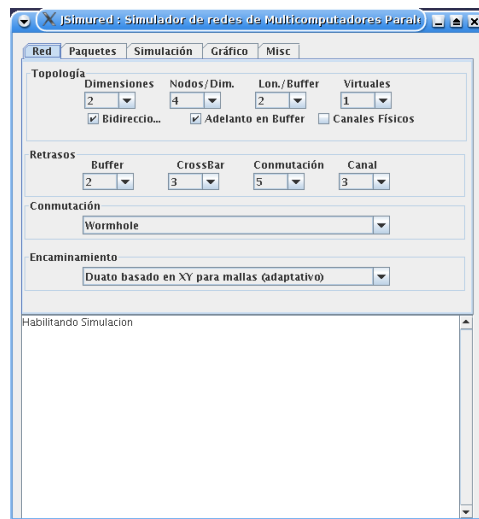 JSimured : Simulador de redes de Multicomputadores Parale
Red Paquetes Simulación Gráfico Misc
Topología
Dimensiones Nodos/Dim. Lon./Buffer Virtuales
2 4 2 1
Bidireccio... Adelanto en Buffer Canales Físicos
Retrasos
Buffer CrossBar Conmutación Canal
2 3 5 3
Conmutación
Wormhole
Encaminamiento
Duato basado en XY para mallas (adaptativo)
Habilitando Simulacion